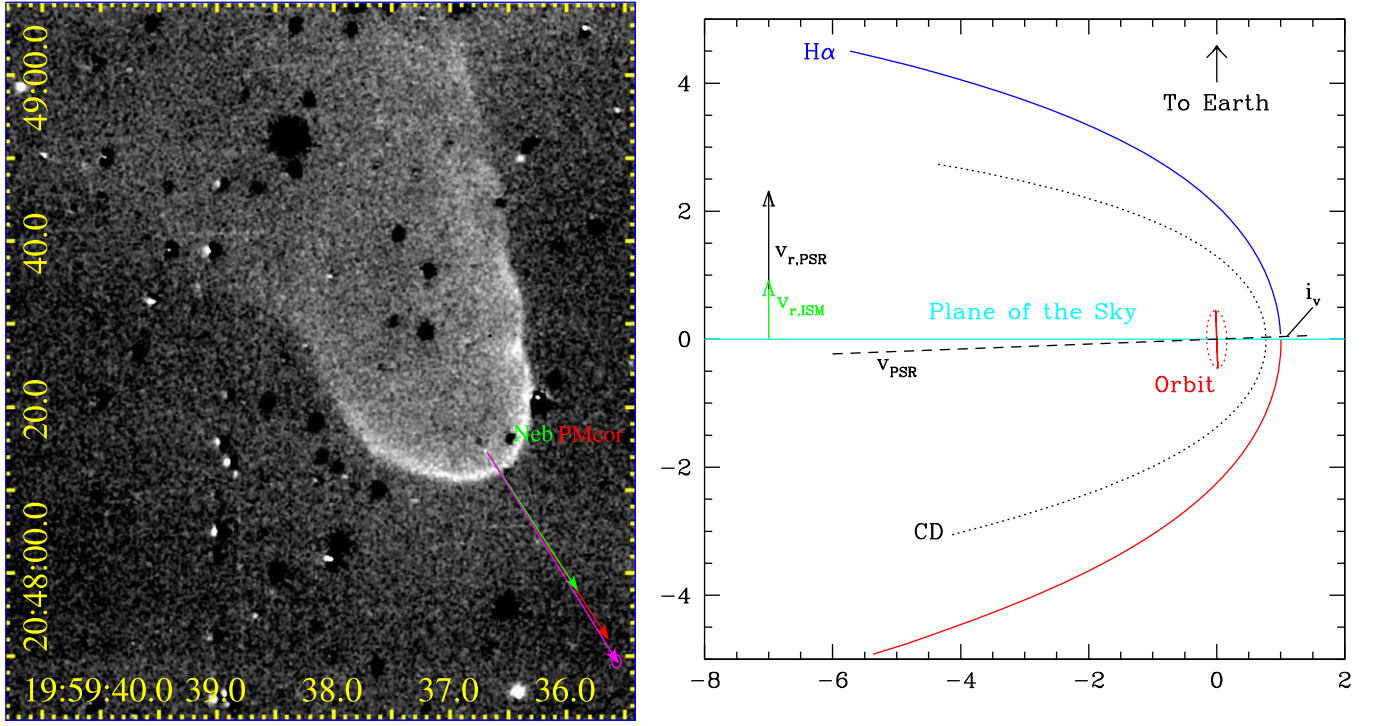 49:00.0
40.0
20.0
20:48:00.0
Neb PMcor
19:59:40.0 39.0 38.0 37.0 36.0
Hα
To Earth
v_r,PSR
v_r,ISM
Plane of the Sky
i_v
v_PSR
Orbit
CD
4
2
0
−2
−4
−8 −6 −4 −2 0 2